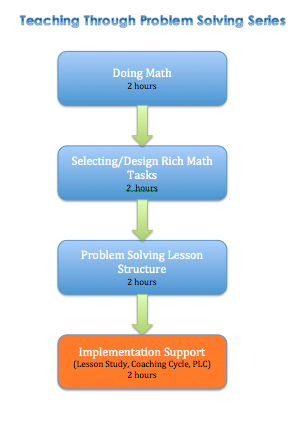 Teaching Through Problem Solving Series
Doing Math
2 hours
Selecting/Design Rich Math
Tasks
2 hours
Problem Solving Lesson
Structure
2 hours
Implementation Support
(Lesson Study, Coaching Cycle, PLC)
2 hours